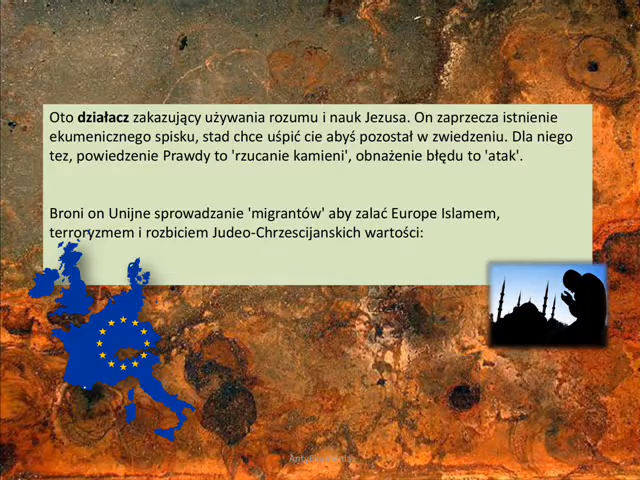 Oto działacz zakazujący używania rozumu i nauk Jezusa. On zaprzecza istnienie
ekumenicznego spisku, stad chce uśpić cie abyś pozostał w zwiedzeniu. Dla niego
tez, powiedzenie Prawdy to 'rzucanie kamieni', obnażenie błędu to 'atak'.
Broni on Unijne sprowadzanie 'migrantów' aby zalać Europe Islamem,
terroryzmem i rozbiciem Judeo-Chrzescijanskich wartości: